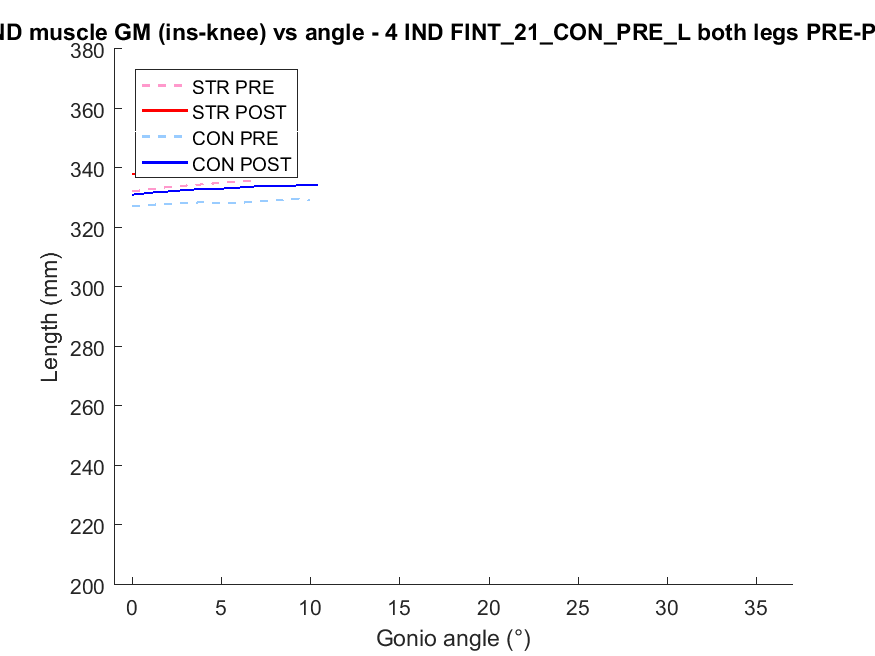 ND muscle GM (ins-knee) vs angle - 4 IND FINT_21_CON_PRE_L both legs PRE-P
380
360
340
320
300
280
260
240
220
200
STR PRE
STR POST
CON PRE
CON POST
Length (mm)
0 5 10 15 20 25 30 35
Gonio angle (°)